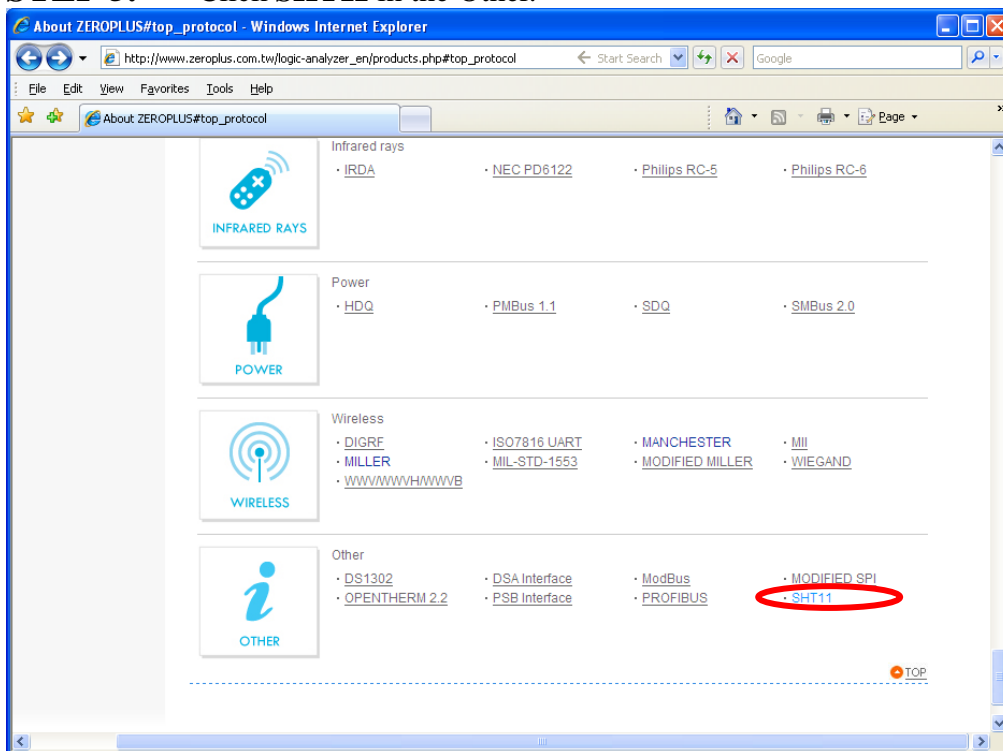 About ZEROPLUS#top_protocol - Windows Internet Explorer
http://www.zeroplus.com.tw/logic-analyzer_en/products.php#top_protocol Start Search Google
File Edit View Favorites Tools Help
About ZEROPLUS#top_protocol Page
Infrared rays
· IRDA · NEC PD6122 · Philips RC-5 · Philips RC-6
INFRARED RAYS
Power
· HDQ · PMBus 1.1 · SDQ · SMBus 2.0
POWER
Wireless
· DIGRF · ISO7816 UART · MANCHESTER · MII
· MILLER · MIL-STD-1553 · MODIFIED MILLER · WIEGAND
· WWV/WWVH/WWVB
WIRELESS
Other
· DS1302 · DSA Interface · ModBus · MODIFIED SPI
· OPENTHERM 2.2 · PSB Interface · PROFIBUS · SHT11
OTHER
TOP